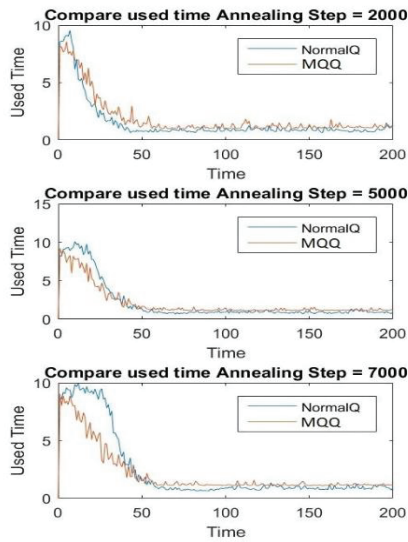 Compare used time Annealing Step = 2000
10
5
0
Used Time
NormalQ
MQQ
0 50 100 150 200
Time
Compare used time Annealing Step = 5000
15
10
5
0
Used Time
NormalQ
MQQ
0 50 100 150 200
Time
Compare used time Annealing Step = 7000
10
5
0
Used Time
NormalQ
MQQ
0 50 100 150 200
Time